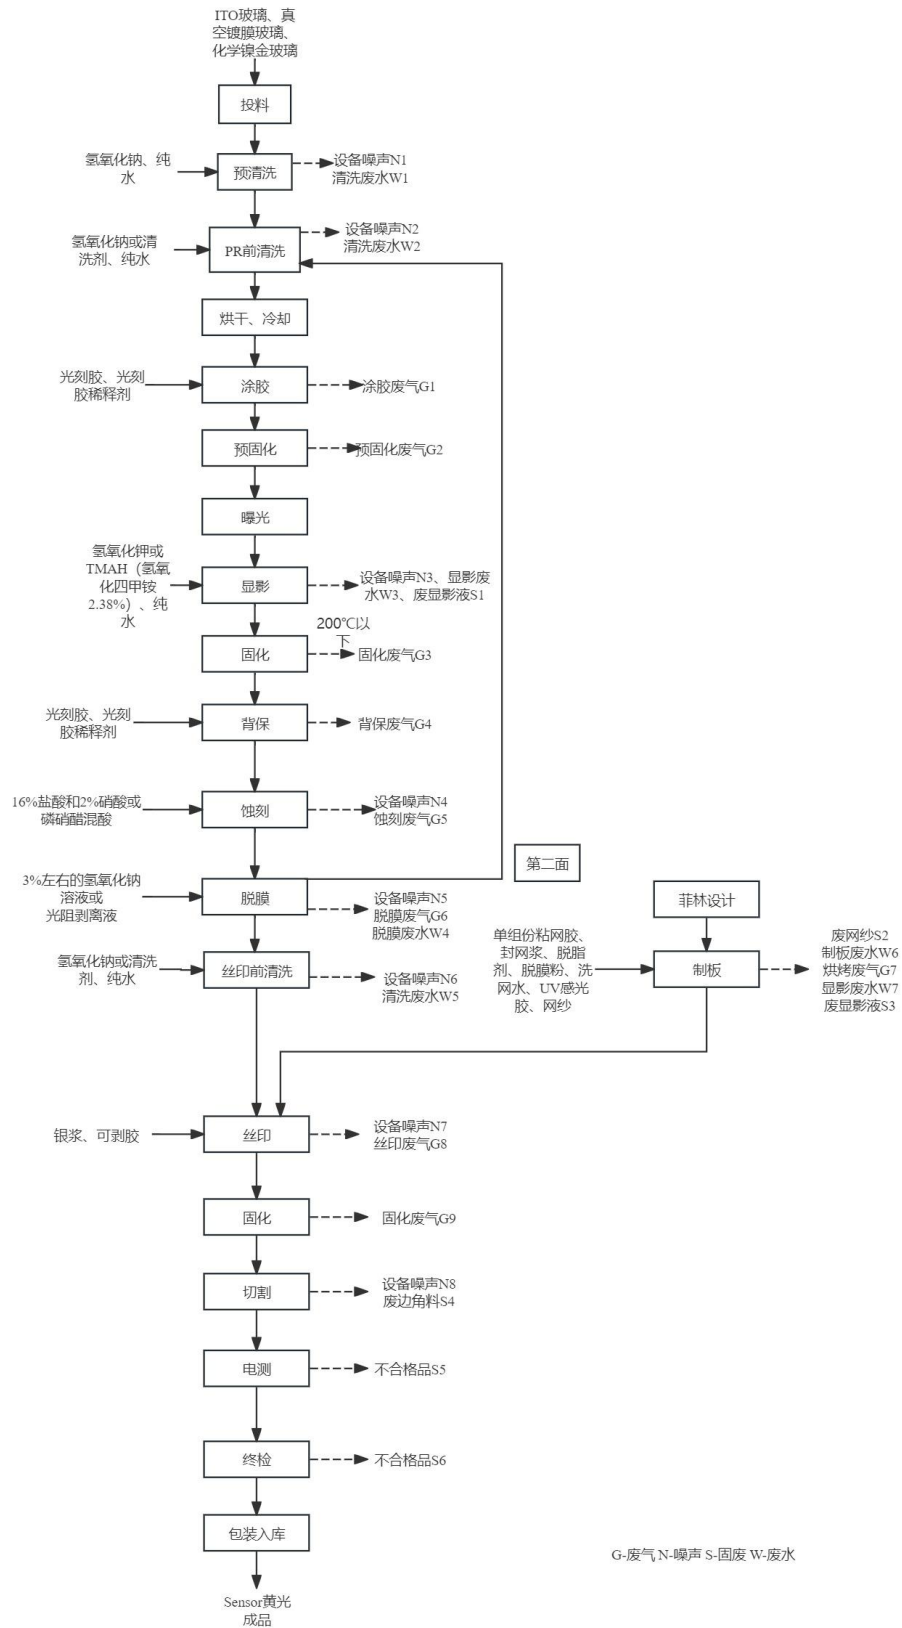 ITO玻璃、真
空镀膜玻璃、
化学镍金玻璃
投料
氢氧化钠、纯
水
预清洗
设备噪声N1
清洗废水W1
氢氧化钠或清
洗剂、纯水
PR前清洗
设备噪声N2
清洗废水W2
烘干、冷却
光刻胶、光刻
胶稀释剂
涂胶
涂胶废气G1
预固化
预固化废气G2
曝光
氢氧化钾或
TMAH（氢氧
化四甲铵
2.38%）、纯
水
显影
设备噪声N3、显影废
水W3、废显影液S1
200℃以
下
固化
固化废气G3
光刻胶、光刻
胶稀释剂
背保
背保废气G4
16%盐酸和2%硝酸或
磷硝醋混酸
蚀刻
设备噪声N4
蚀刻废气G5
第二面
3%左右的氢氧化钠
溶液或
光阻剥离液
脱膜
设备噪声N5
脱膜废气G6
脱膜废水W4
菲林设计
氢氧化钠或清洗
剂、纯水
丝印前清洗
设备噪声N6
清洗废水W5
单组份粘网胶、
封网浆、脱脂
剂、脱膜粉、洗
网水、UV感光
胶、网纱
制板
废网纱S2
制板废水W6
烘烤废气G7
显影废水W7
废显影液S3
银浆、可剥胶
丝印
设备噪声N7
丝印废气G8
固化
固化废气G9
切割
设备噪声N8
废边角料S4
电测
不合格品S5
终检
不合格品S6
包装入库
G-废气 N-噪声 S-固废 W-废水
Sensor黄光
成品